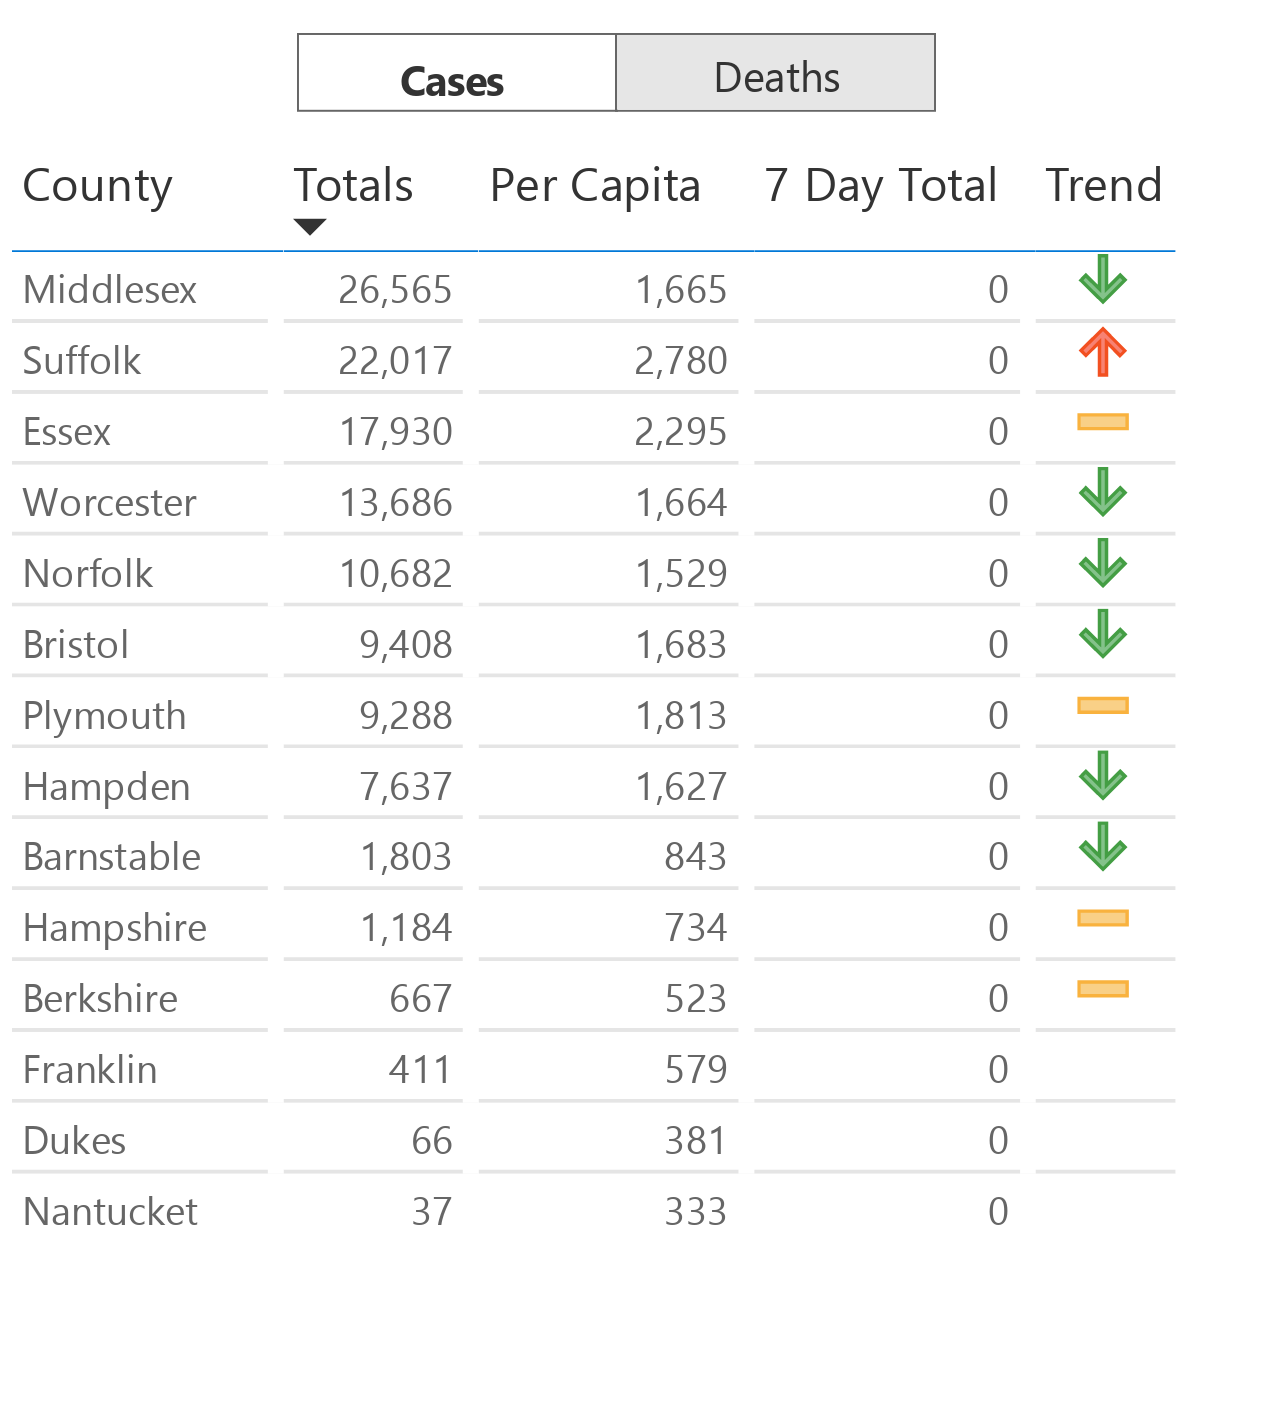 Cases Deaths
County Totals Per Capita 7 Day Total Trend
Middlesex 26,565 1,665 0
Suffolk 22,017 2,780 0
Essex 17,930 2,295 0
Worcester 13,686 1,664 0
Norfolk 10,682 1,529 0
Bristol 9,408 1,683 0
Plymouth 9,288 1,813 0
Hampden 7,637 1,627 0
Barnstable 1,803 843 0
Hampshire 1,184 734 0
Berkshire 667 523 0
Franklin 411 579 0
Dukes 66 381 0
Nantucket 37 333 0